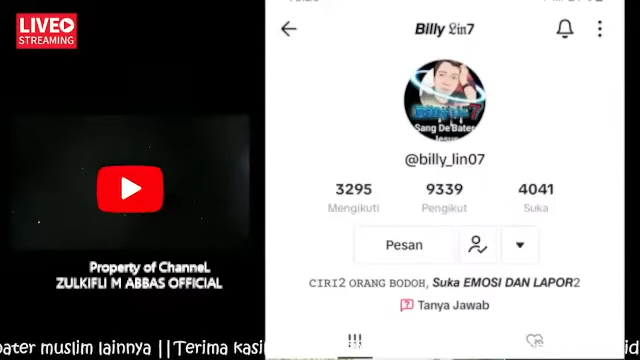 LIVE
STREAMING
Billy 𝔏𝔦𝔫7
Sang De Bater
Jesus
@billy_lin07
3295 9339 4041
Mengikuti Pengikut Suka
Pesan
CIRI2 ORANG BODOH, Suka EMOSI DAN LAPOR2
Tanya Jawab
Property of Channel
ZULKIFLI M ABBAS OFFICIAL
bater muslim lainnya ||Terima kasi